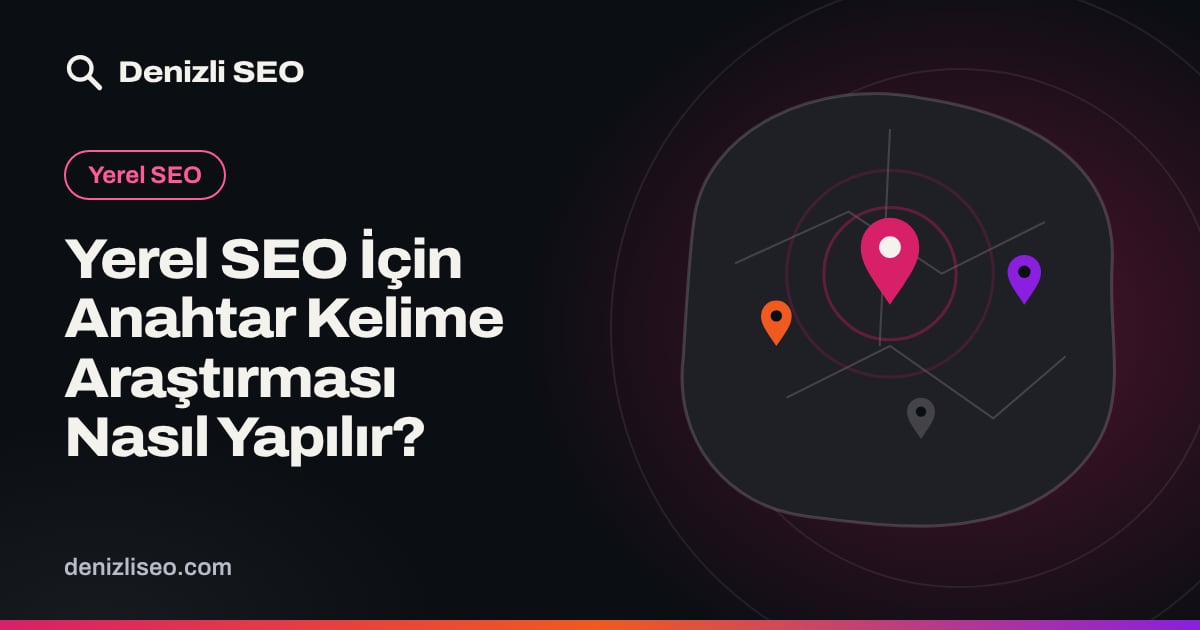 Denizli SEO
Yerel SEO
Yerel SEO İçin
Anahtar Kelime
Araştırması
Nasıl Yapılır?
denizliseo.com